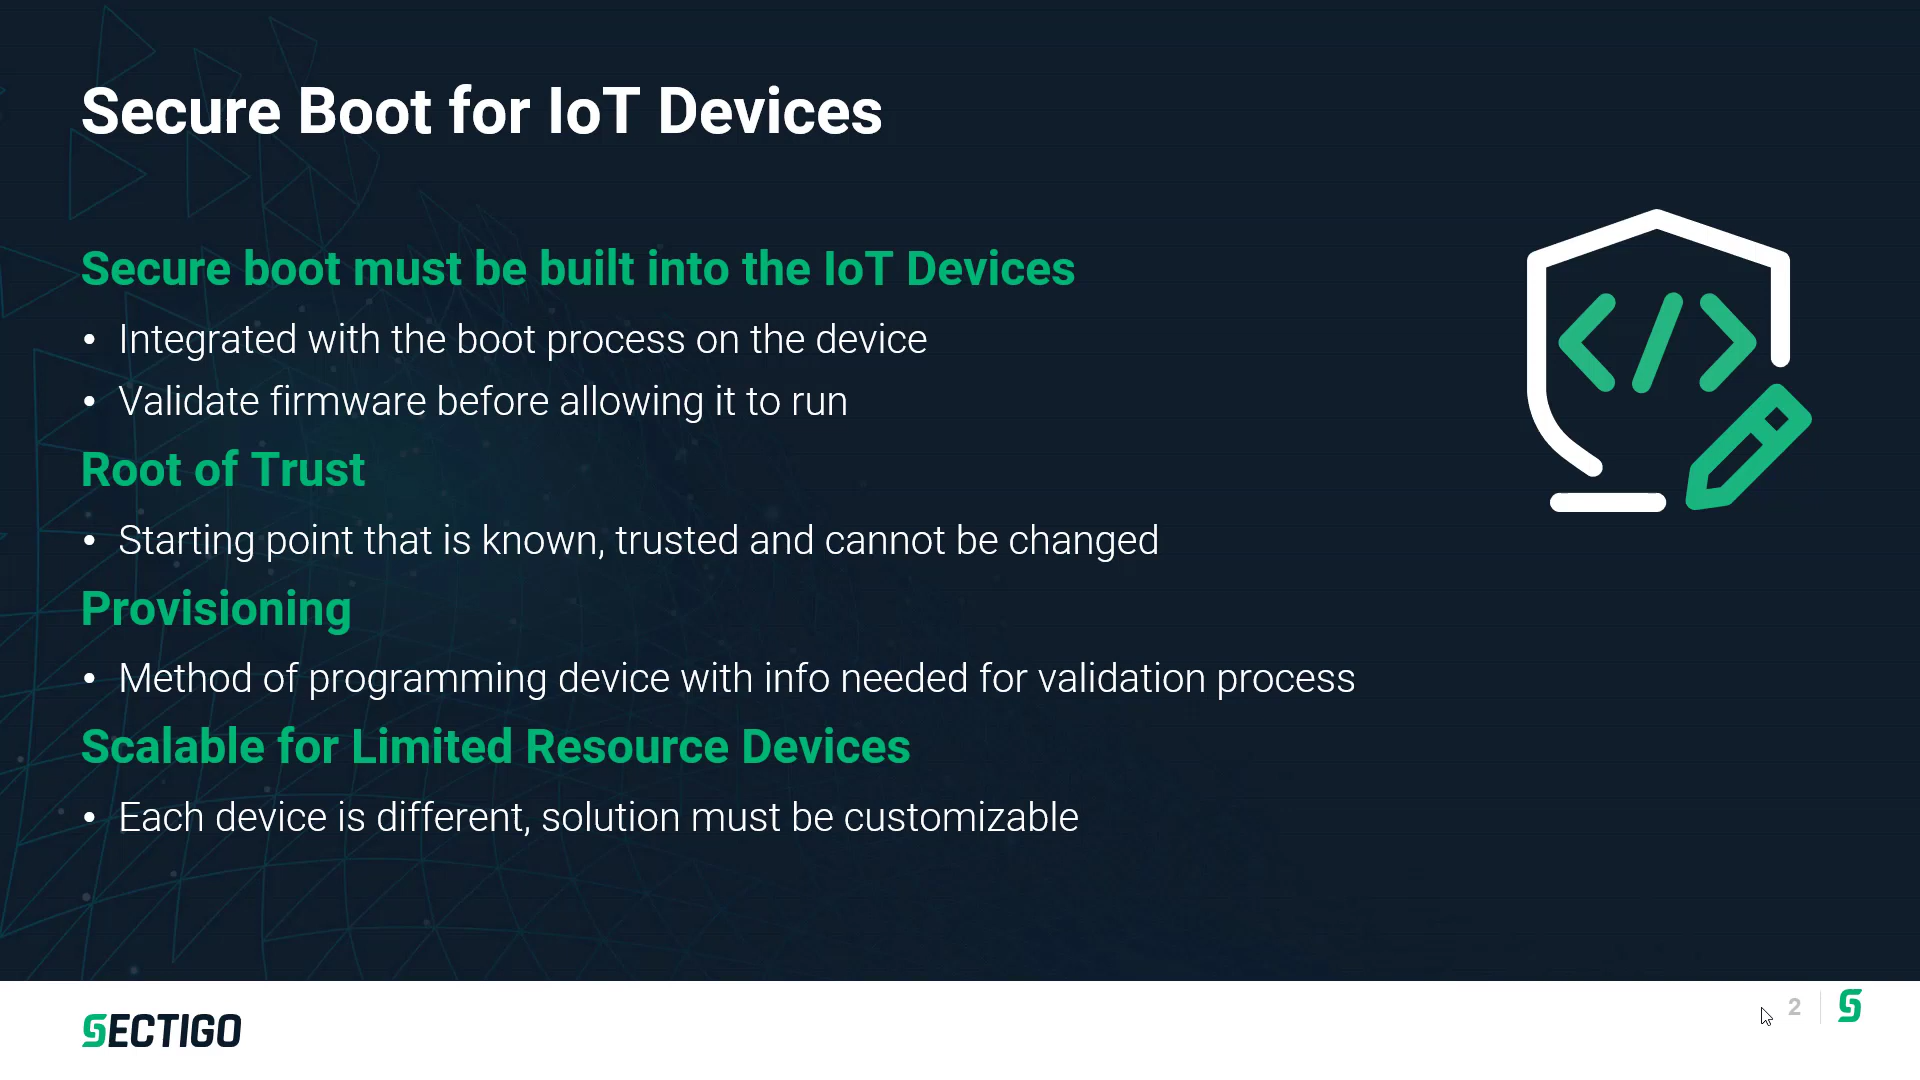 Secure Boot for IoT Devices
Secure boot must be built into the IoT Devices
• Integrated with the boot process on the device
• Validate firmware before allowing it to run
Root of Trust
• Starting point that is known, trusted and cannot be changed
Provisioning
• Method of programming device with info needed for validation process
Scalable for Limited Resource Devices
• Each device is different, solution must be customizable
</>
SECTIGO
2
S